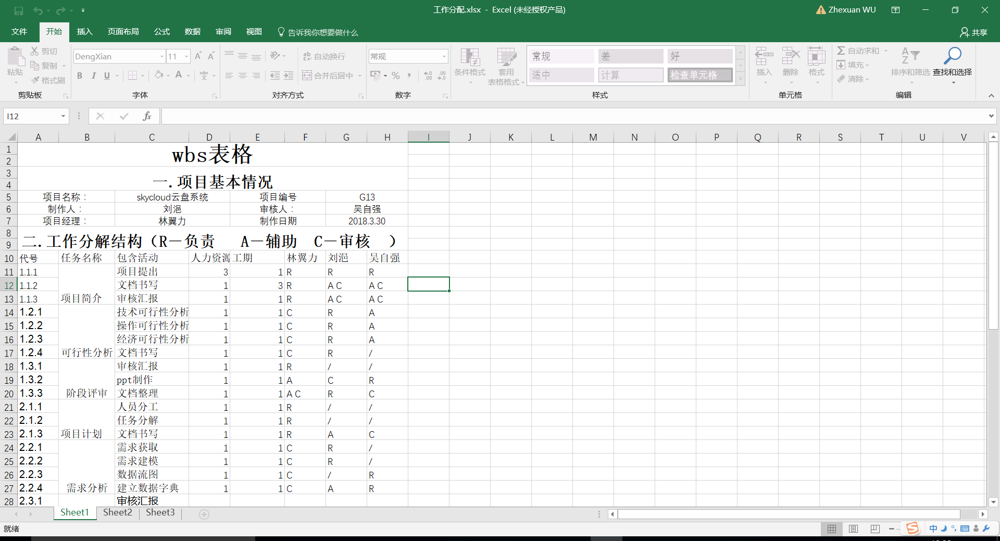 工作分配.xlsx - Excel (未经授权产品)
Zhexuan WU
文件 开始 插入 页面布局 公式 数据 审阅 视图 告诉我你想要做什么
共享
剪切
复制
格式刷
粘贴
剪贴板
DengXian 11
B I U
字体
自动换行
合并后居中
对齐方式
常规
%
数字
条件格式
套用
表格格式
常规 差 好
适中 计算 检查单元格
样式
插入 删除 格式
单元格
自动求和
填充
清除
排序和筛选 查找和选择
编辑
I12
fx
A B C D E F G H I J K L M N O P Q R S T U V
1 wbs表格
2
3
4 一.项目基本情况
5 项目名称： skycloud云盘系统 项目编号 G13
6 制作人： 刘浥 审核人： 吴自强
7 项目经理： 林翼力 制作日期 2018.3.30
8
9 二.工作分解结构（R－负责 A－辅助 C－审核 ）
10 代号 任务名称 包含活动 人力资源 工期 林翼力 刘浥 吴自强
11 1.1.1 项目提出 3 1 R R R
12 1.1.2 文档书写 1 3 R A C A C
13 1.1.3 项目简介 审核汇报 1 1 R A C A C
14 1.2.1 技术可行性分析 1 1 C R A
15 1.2.2 操作可行性分析 1 1 C R A
16 1.2.3 经济可行性分析 1 1 C R A
17 1.2.4 可行性分析 文档书写 1 1 C R /
18 1.3.1 审核汇报 1 1 R / /
19 1.3.2 ppt制作 1 1 A C R
20 1.3.3 阶段评审 文档整理 1 1 A C R C
21 2.1.1 人员分工 1 1 R / /
22 2.1.2 任务分解 1 1 R / /
23 2.1.3 项目计划 文档书写 1 1 R A C
24 2.2.1 需求获取 1 1 C R /
25 2.2.2 需求建模 1 1 C R /
26 2.2.3 数据流图 1 1 C / R
27 2.2.4 需求分析 建立数据字典 1 1 C A R
28 2.3.1 审核汇报
Sheet1 Sheet2 Sheet3
就绪
中